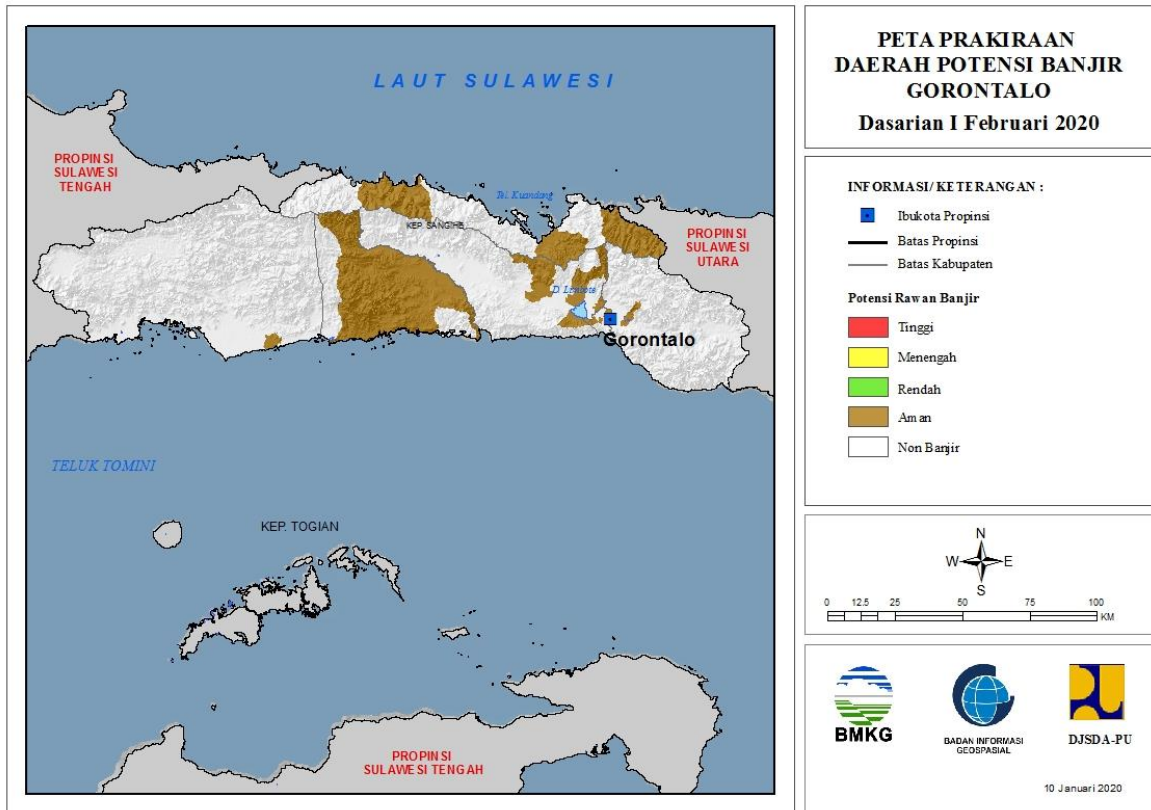 LAUT SULAWESI
PROPINSI
SULAWESI
TENGAH
Tel. Kuandang
KEP. SANGIHE
PROPINSI
SULAWESI
UTARA
D. Limboto
Gorontalo
TELUK TOMINI
KEP. TOGIAN
PROPINSI
SULAWESI TENGAH
PETA PRAKIRAAN
DAERAH POTENSI BANJIR
GORONTALO
Dasarian I Februari 2020
INFORMASI/ KETERANGAN :
Ibukota Propinsi
Batas Propinsi
Batas Kabupaten
Potensi Rawan Banjir
Tinggi
Menengah
Rendah
Aman
Non Banjir
N
W E
S
0 12.5 25 50 75 100
KM
BMKG
BADAN INFORMASI
GEOSPASIAL
DJSDA-PU
10 Januari 2020